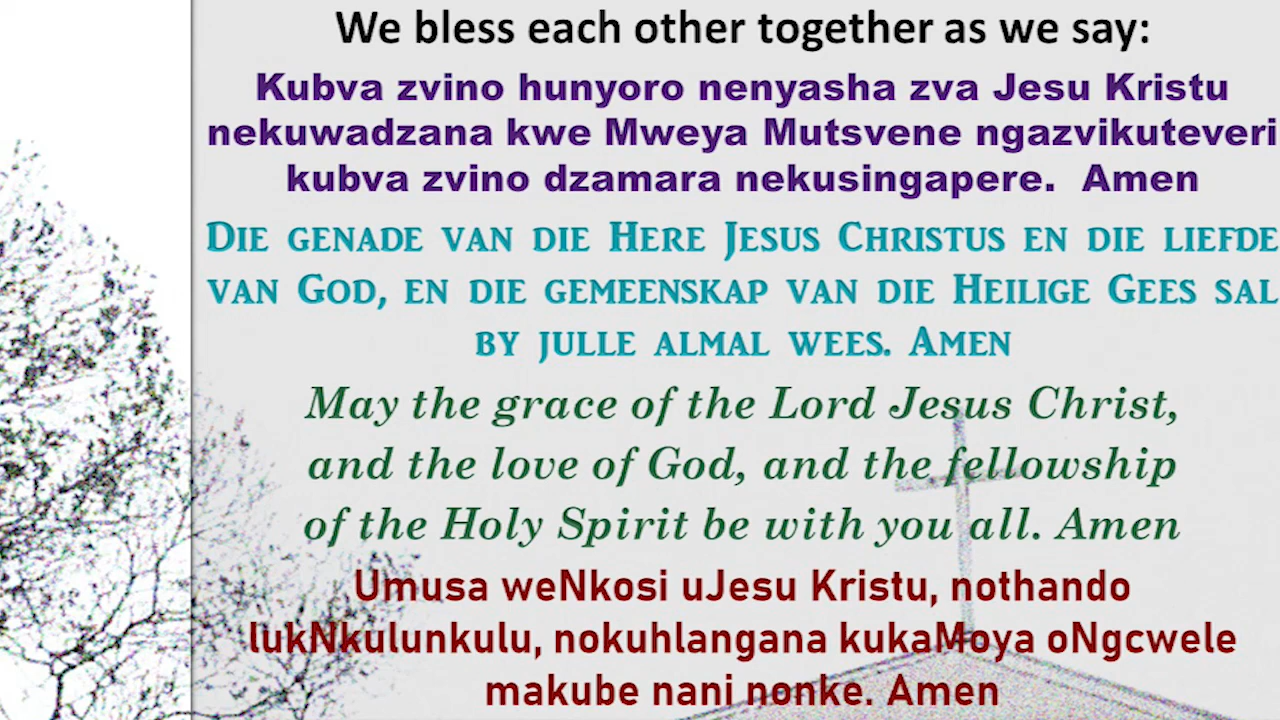 We bless each other together as we say:
Kubva zvino hunyoro nenyasha zva Jesu Kristu
nekuwadzana kwe Mweya Mutsvene ngazvikuteveri
kubva zvino dzamara nekusingapere. Amen
Die genade van die Here Jesus Christus en die liefde
van God, en die gemeenskap van die Heilige Gees sal
by julle almal wees. Amen
May the grace of the Lord Jesus Christ,
and the love of God, and the fellowship
of the Holy Spirit be with you all. Amen
Umusa weNkosi uJesu Kristu, nothando
lukNkulunkulu, nokuhlangana kukaMoya oNgcwele
makube nani nonke. Amen